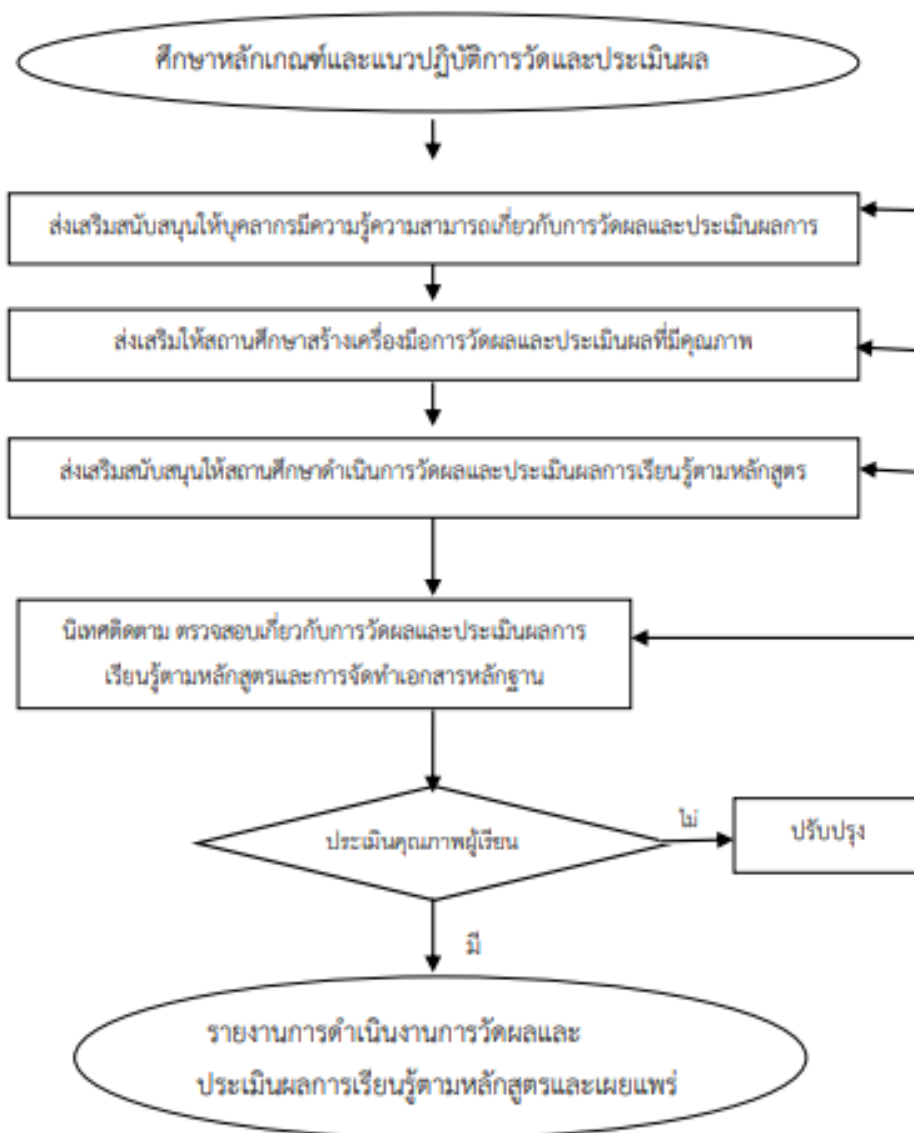 ศึกษาหลักเกณฑ์และแนวปฏิบัติการวัดและประเมินผล
ส่งเสริมสนับสนุนให้บุคลากรมีความรู้ความสามารถเกี่ยวกับการวัดผลและประเมินผลการ
ส่งเสริมให้สถานศึกษาสร้างเครื่องมือการวัดผลและประเมินผลที่มีคุณภาพ
ส่งเสริมสนับสนุนให้สถานศึกษาดำเนินการวัดผลและประเมินผลการเรียนรู้ตามหลักสูตร
นิเทศติดตาม ตรวจสอบเกี่ยวกับการวัดผลและประเมินผลการ
เรียนรู้ตามหลักสูตรและการจัดทำเอกสารหลักฐาน
ประเมินคุณภาพผู้เรียน
ไม่
ปรับปรุง
มี
รายงานการดำเนินงานการวัดผลและ
ประเมินผลการเรียนรู้ตามหลักสูตรและเผยแพร่